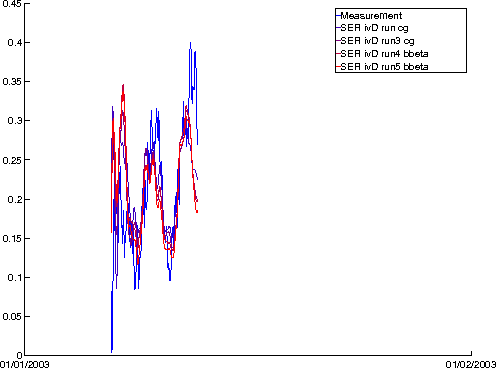 0.45
0.4
0.35
0.3
0.25
0.2
0.15
0.1
0.05
0
01/01/2003
01/02/2003
Measurement
SER ivD run cg
SER ivD run3 cg
SER ivD run4 bbeta
SER ivD run5 bbeta